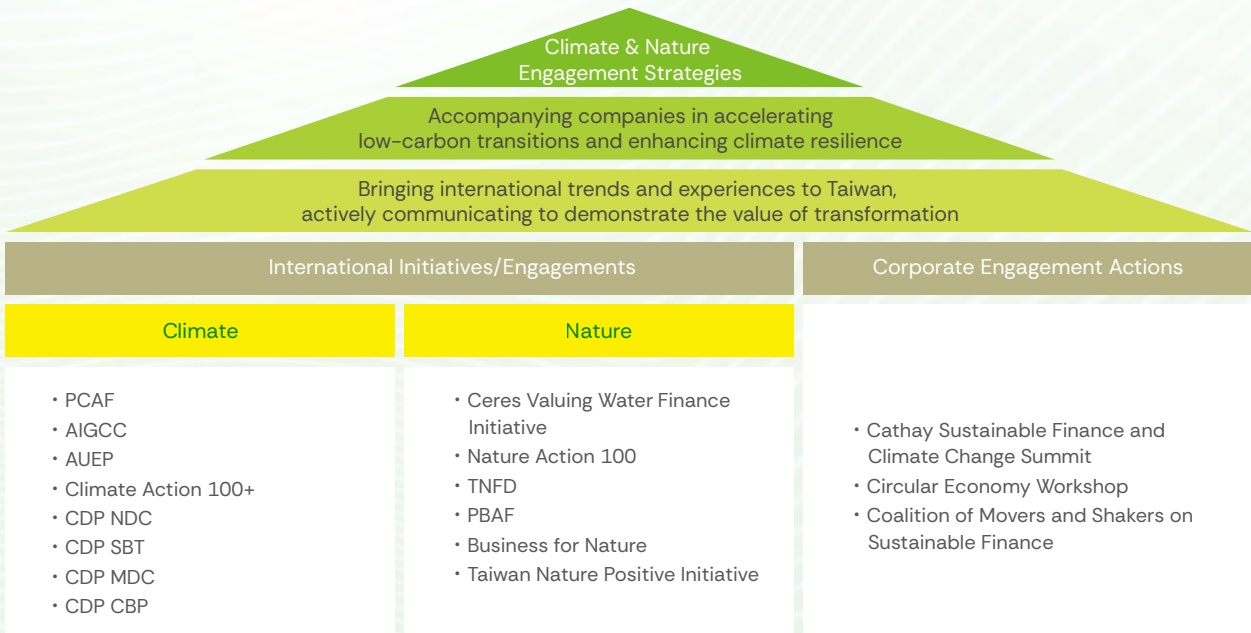 Climate & Nature
Engagement Strategies
Accompanying companies in accelerating
low-carbon transitions and enhancing climate resilience
Bringing international trends and experiences to Taiwan,
actively communicating to demonstrate the value of transformation
International Initiatives/Engagements
Corporate Engagement Actions
Climate
Nature
・PCAF
・AIGCC
・AUEP
・Climate Action 100+
・CDP NDC
・CDP SBT
・CDP MDC
・CDP CBP
・Ceres Valuing Water Finance
Initiative
・Nature Action 100
・TNFD
・PBAF
・Business for Nature
・Taiwan Nature Positive Initiative
・Cathay Sustainable Finance and
Climate Change Summit
・Circular Economy Workshop
・Coalition of Movers and Shakers on
Sustainable Finance